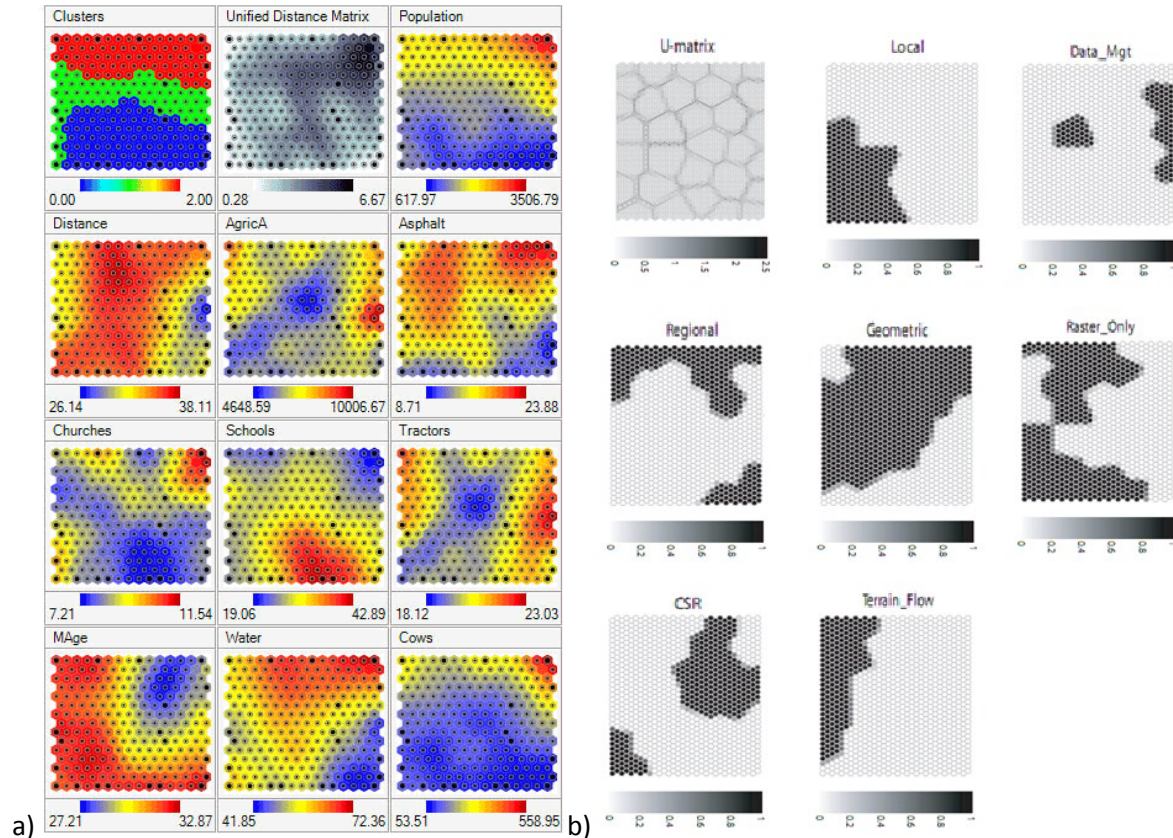 Clusters Unified Distance Matrix Population
0.00 2.00 0.28 6.67 617.97 3506.79
Distance AgricA Asphalt
26.14 38.11 4648.59 10006.67 8.71 23.88
Churches Schools Tractors
7.21 11.54 19.06 42.89 18.12 23.03
MAge Water Cows
27.21 32.87 41.85 72.36 53.51 558.95
a)
U-matrix Local Data_Mgt
0 0.5 1 1.5 2 2.5 0 0.2 0.4 0.6 0.8 1 0 0.2 0.4 0.6 0.8 1
Regional Geometric Raster_Only
0 0.2 0.4 0.6 0.8 1 0 0.2 0.4 0.6 0.8 1 0 0.2 0.4 0.6 0.8 1
CSIR Terrain_Flow
0 0.2 0.4 0.6 0.8 1 0 0.2 0.4 0.6 0.8 1
b)